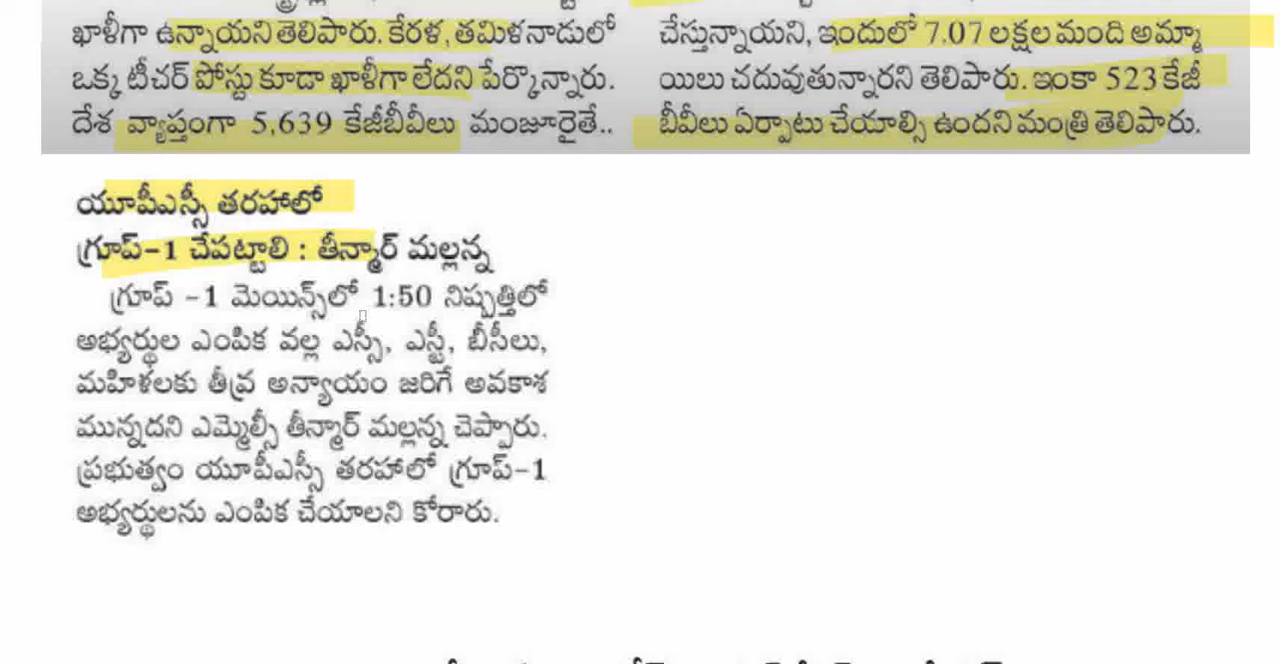 ఖాళీగా ఉన్నాయని తెలిపారు. కేరళ, తమిళనాడులో
ఒక్క టీచర్ పోస్టు కూడా ఖాళీగా లేదని పేర్కొన్నారు.
దేశ వ్యాప్తంగా 5,639 కేజీబీవీలు మంజూరైతే..
చేస్తున్నాయని, ఇందులో 7.07 లక్షల మంది అమ్మా
యిలు చదువుతున్నారని తెలిపారు. ఇంకా 523 కేజీ
బీవీలు ఏర్పాటు చేయాల్సి ఉందని మంత్రి తెలిపారు.
యూపీఎస్సీ తరహాలో
గ్రూప్-1 చేపట్టాలి : తీన్మార్ మల్లన్న
గ్రూప్ -1 మెయిన్స్‌లో 1:50 నిష్పత్తిలో
అభ్యర్థుల ఎంపిక వల్ల ఎస్సీ, ఎస్టీ, బీసీలు,
మహిళలకు తీవ్ర అన్యాయం జరిగే అవకాశ
మున్నదని ఎమ్మెల్సీ తీన్మార్ మల్లన్న చెప్పారు.
ప్రభుత్వం యూపీఎస్సీ తరహాలో గ్రూప్-1
అభ్యర్థులను ఎంపిక చేయాలని కోరారు.